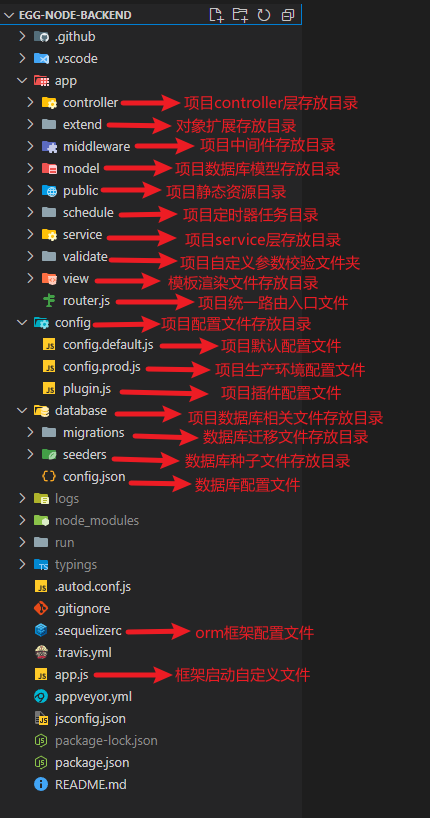 EGG-NODE-BACKEND
.github
.vscode
app
controller 项目controller层存放目录
extend 对象扩展存放目录
middleware 项目中间件存放目录
model 项目数据库模型存放目录
public 项目静态资源目录
schedule 项目定时器任务目录
service 项目service层存放目录
validate 项目自定义参数校验文件夹
view 模板渲染文件存放目录
router.js 项目统一路由入口文件
config 项目配置文件存放目录
config.default.js 项目默认配置文件
config.prod.js 项目生产环境配置文件
plugin.js 项目插件配置文件
database 项目数据库相关文件存放目录
migrations 数据库迁移文件存放目录
seeders 数据库种子文件存放目录
config.json 数据库配置文件
logs
node_modules
run
typings
.autod.conf.js
.gitignore
.sequelizerc orm框架配置文件
.travis.yml
app.js 框架启动自定义文件
appveyor.yml
jsconfig.json
package-lock.json
package.json
README.md